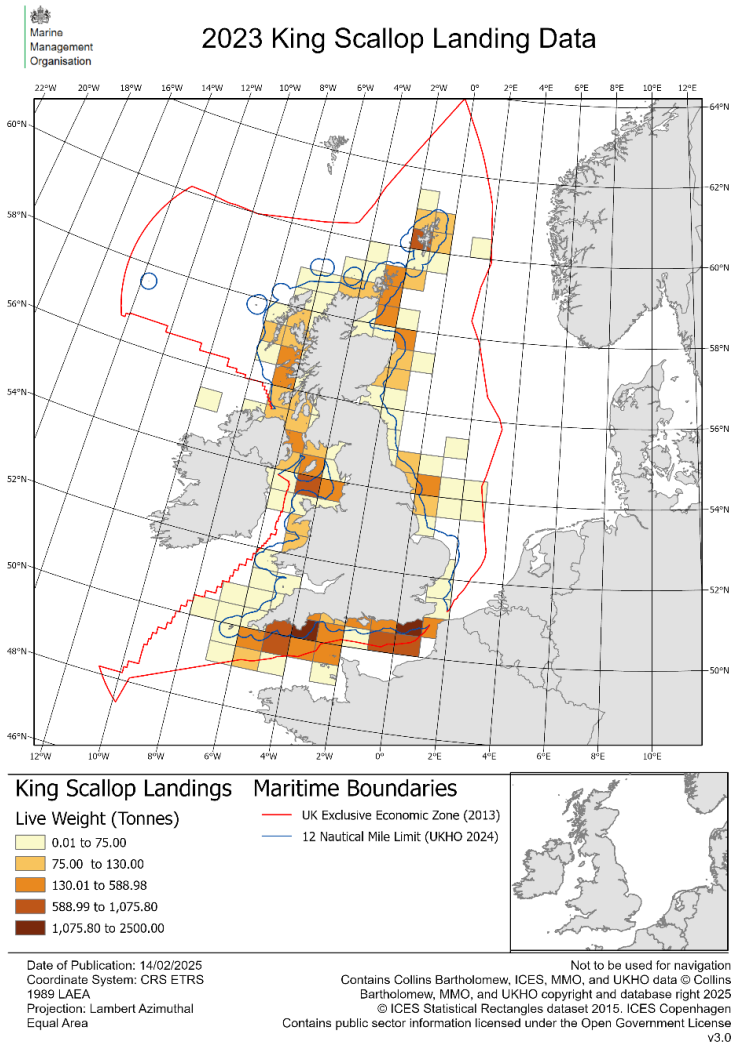 Marine
Management
Organisation
2023 King Scallop Landing Data
22°W 20°W 18°W 16°W 14°W 12°W 10°W 8°W 6°W 4°W 2°W 0° 2°E 4°E 6°E 8°E 10°E 12°E
64°N
60°N
62°N
58°N
60°N
56°N
58°N
54°N
56°N
52°N
54°N
50°N
52°N
48°N
50°N
46°N
12°W 10°W 8°W 6°W 4°W 2°W 0° 2°E 4°E 6°E 8°E 10°E
King Scallop Landings
Live Weight (Tonnes)
0.01 to 75.00
75.00 to 130.00
130.01 to 588.98
588.99 to 1,075.80
1,075.80 to 2500.00
Maritime Boundaries
UK Exclusive Economic Zone (2013)
12 Nautical Mile Limit (UKHO 2024)
Date of Publication: 14/02/2025
Coordinate System: CRS ETRS
1989 LAEA
Projection: Lambert Azimuthal
Equal Area
Not to be used for navigation
Contains Collins Bartholomew, ICES, MMO, and UKHO data © Collins
Bartholomew, MMO, and UKHO copyright and database right 2025
© ICES Statistical Rectangles dataset 2015. ICES Copenhagen
Contains public sector information licensed under the Open Government License
v3.0